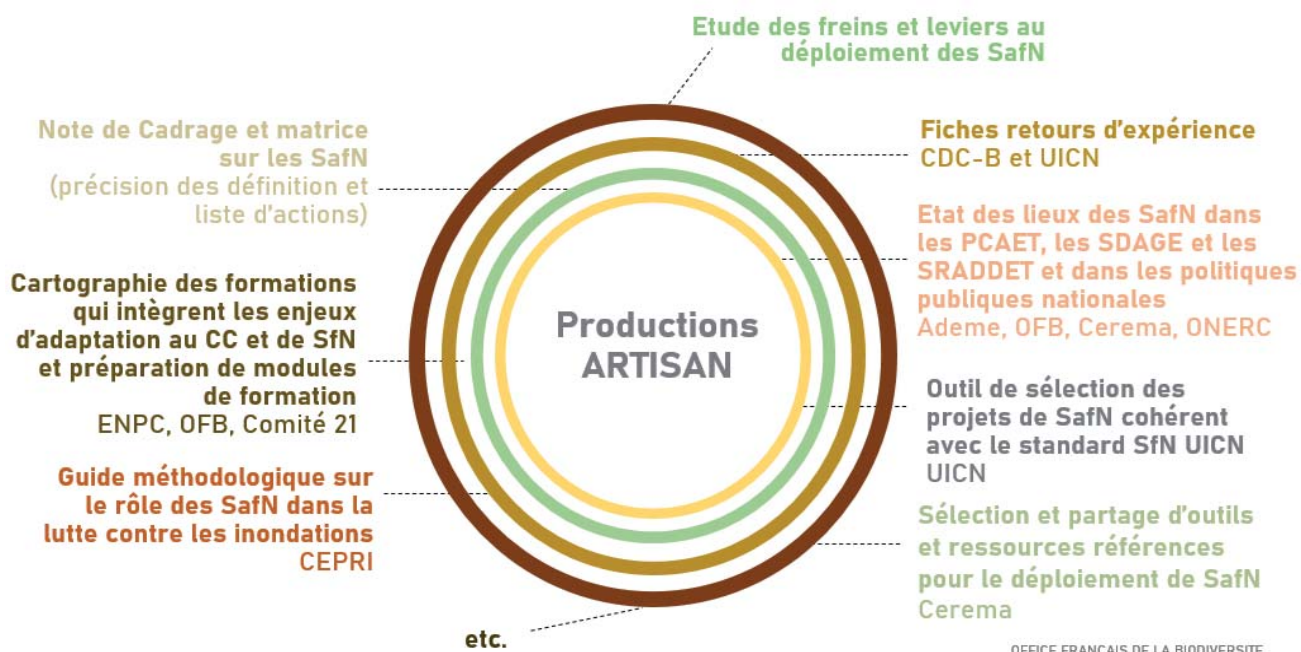 Etude des freins et leviers au
déploiement des SafN
Note de Cadrage et matrice
sur les SafN
(précision des définition et
liste d'actions)
Cartographie des formations
qui intègrent les enjeux
d'adaptation au CC et de SfN
et préparation de modules
de formation
ENPC, OFB, Comité 21
Guide méthodologique sur
le rôle des SafN dans la
lutte contre les inondations
CEPRI
etc.
Productions
ARTISAN
Fiches retours d'expérience
CDC-B et UICN
Etat des lieux des SafN dans
les PCAET, les SDAGE et les
SRADDET et dans les politiques
publiques nationales
Ademe, OFB, Cerema, ONERC
Outil de sélection des
projets de SafN cohérent
avec le standard SfN UICN
UICN
Sélection et partage d'outils
et ressources références
pour le déploiement de SafN
Cerema
OFFICE FRANÇAIS DE LA BIODIVERSITE